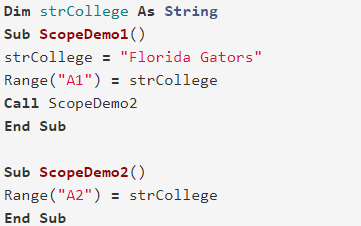 Dim strCollege As String
Sub ScopeDemo1()
strCollege = "Florida Gators"
Range("A1") = strCollege
Call ScopeDemo2
End Sub
Sub ScopeDemo2()
Range("A2") = strCollege
End Sub